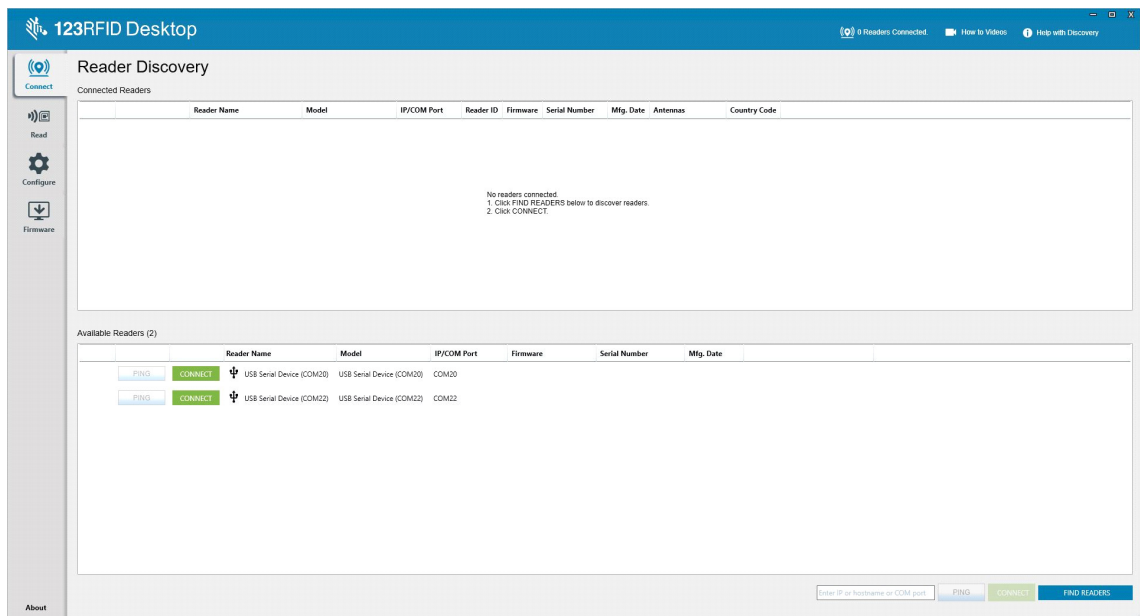 123RFID Desktop
0 Readers Connected. How to Videos Help with Discovery
Connect
Read
Configure
Firmware
About
Reader Discovery
Connected Readers
Reader Name Model IP/COM Port Reader ID Firmware Serial Number Mfg. Date Antennas Country Code
No readers connected.
1. Click FIND READERS below to discover readers.
2. Click CONNECT.
Available Readers (2)
Reader Name Model IP/COM Port Firmware Serial Number Mfg. Date
PING CONNECT USB Serial Device (COM20) USB Serial Device (COM20) COM20
PING CONNECT USB Serial Device (COM22) USB Serial Device (COM22) COM22
Enter IP or hostname or COM port PING CONNECT FIND READERS